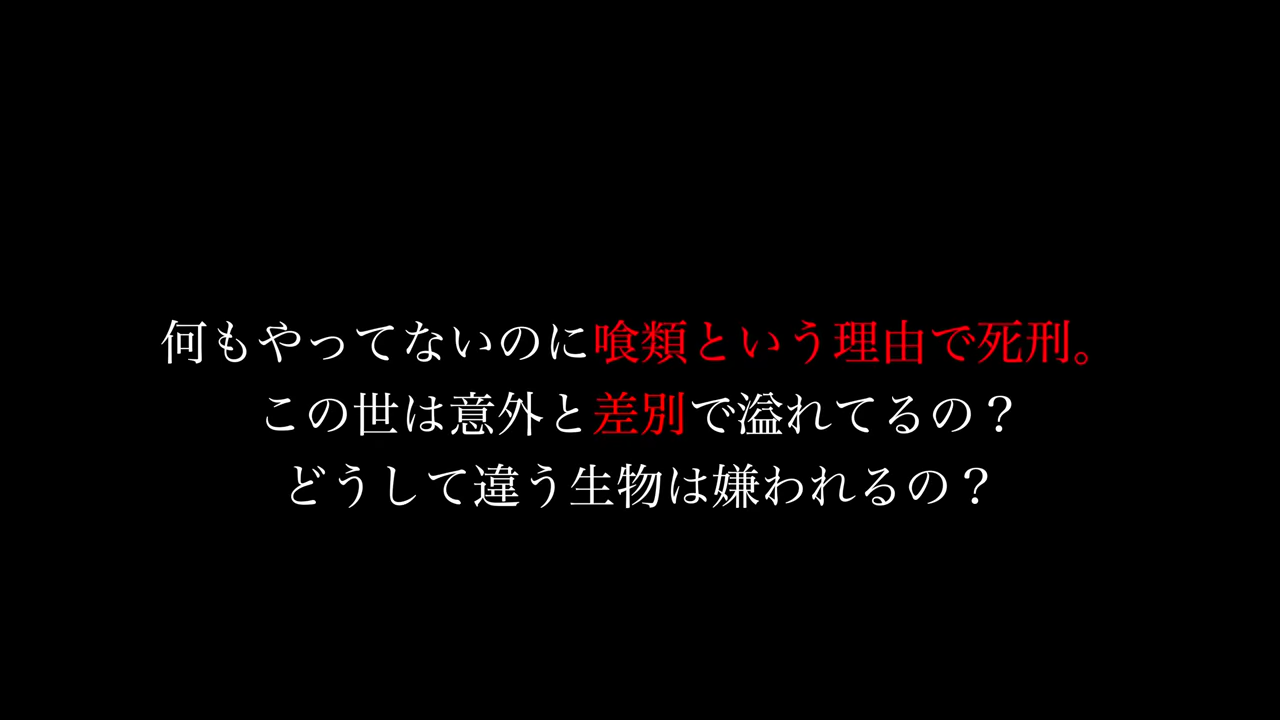 何もやってないのに喰類という理由で死刑。
この世は意外と差別で溢れてるの？
どうして違う生物は嫌われるの？